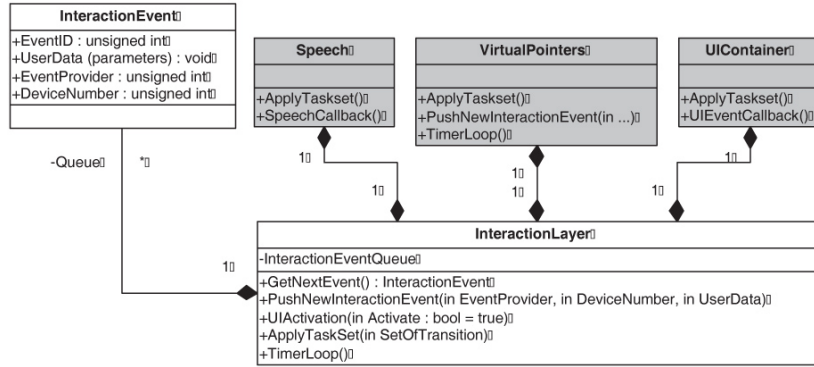 InteractionEvent
+EventID : unsigned int
+UserData (parameters) : void
+EventProvider : unsigned int
+DeviceNumber : unsigned int
Speech
+ApplyTaskset()
+SpeechCallback()
VirtualPointers
+ApplyTaskset()
+PushNewInteractionEvent(in ...)
+TimerLoop()
UIContainer
+ApplyTaskset()
+UIEventCallback()
-Queue
*
1
1
1
1
1
1
1
InteractionLayer
-InteractionEventQueue
+GetNextEvent() : InteractionEvent
+PushNewInteractionEvent(in EventProvider, in DeviceNumber, in UserData)
+UIActivation(in Activate : bool = true)
+ApplyTaskSet(in SetOfTransition)
+TimerLoop()